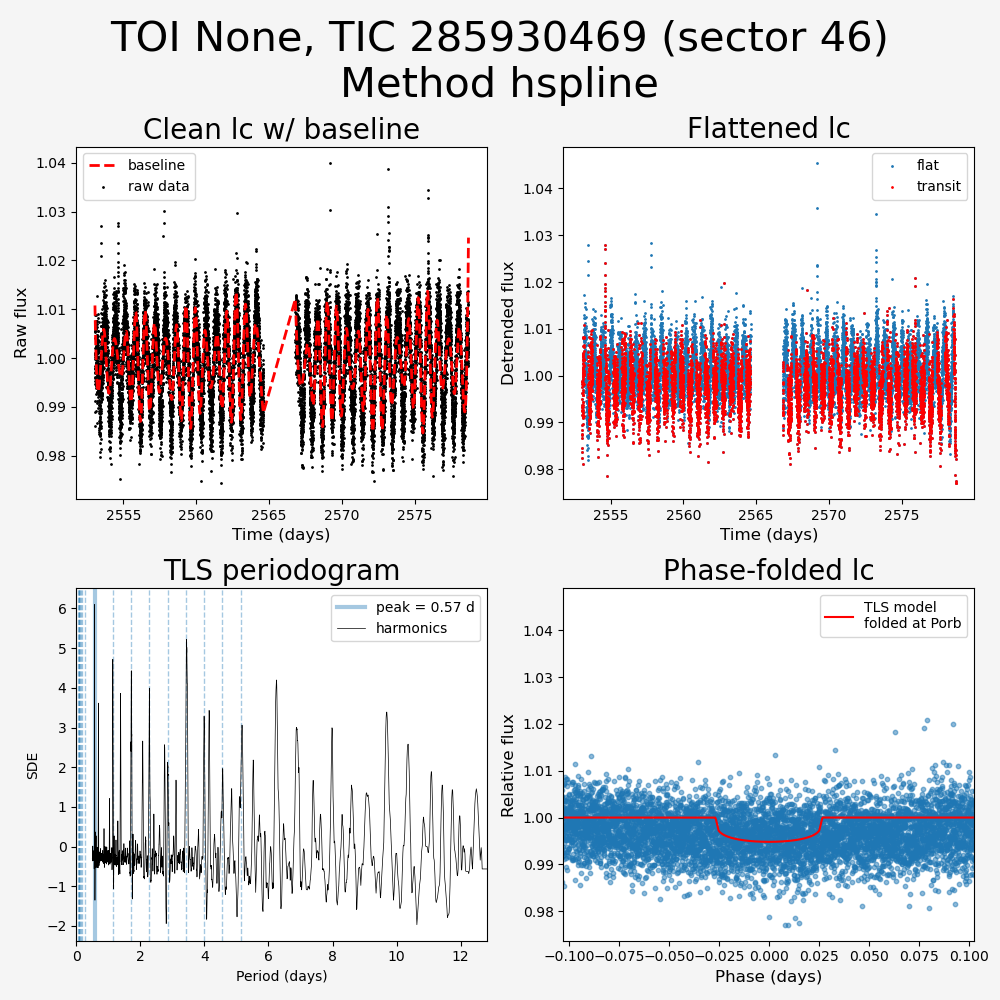 TOI None, TIC 285930469 (sector 46)
Method hspline
Clean lc w/ baseline
baseline
raw data
1.04
1.03
1.02
1.01
1.00
0.99
0.98
Raw flux
2555
2560
2565
2570
2575
Time (days)
Flattened lc
flat
transit
1.04
1.03
1.02
1.01
1.00
0.99
0.98
Detrended flux
2555
2560
2565
2570
2575
Time (days)
TLS periodogram
peak = 0.57 d
harmonics
6
5
4
3
2
1
0
−1
−2
SDE
0
2
4
6
8
10
12
Period (days)
Phase-folded lc
TLS model
folded at Porb
1.04
1.03
1.02
1.01
1.00
0.99
0.98
Relative flux
−0.100
−0.075
−0.050
−0.025
0.000
0.025
0.050
0.075
0.100
Phase (days)